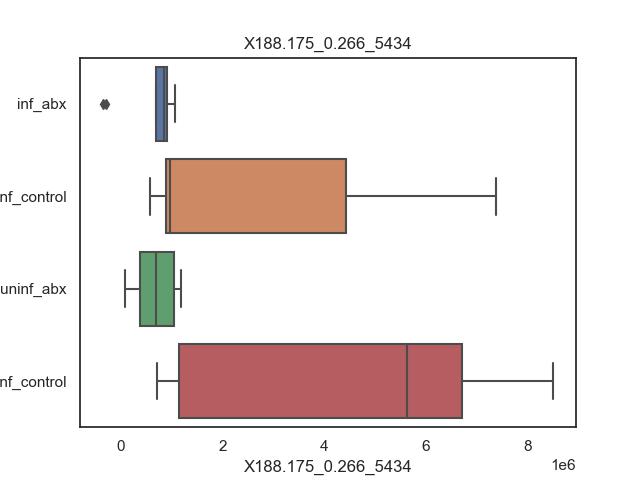 X188.175_0.266_5434
inf_abx
nf_control
uninf_abx
nf_control
0 2 4 6 8
1e6
X188.175_0.266_5434